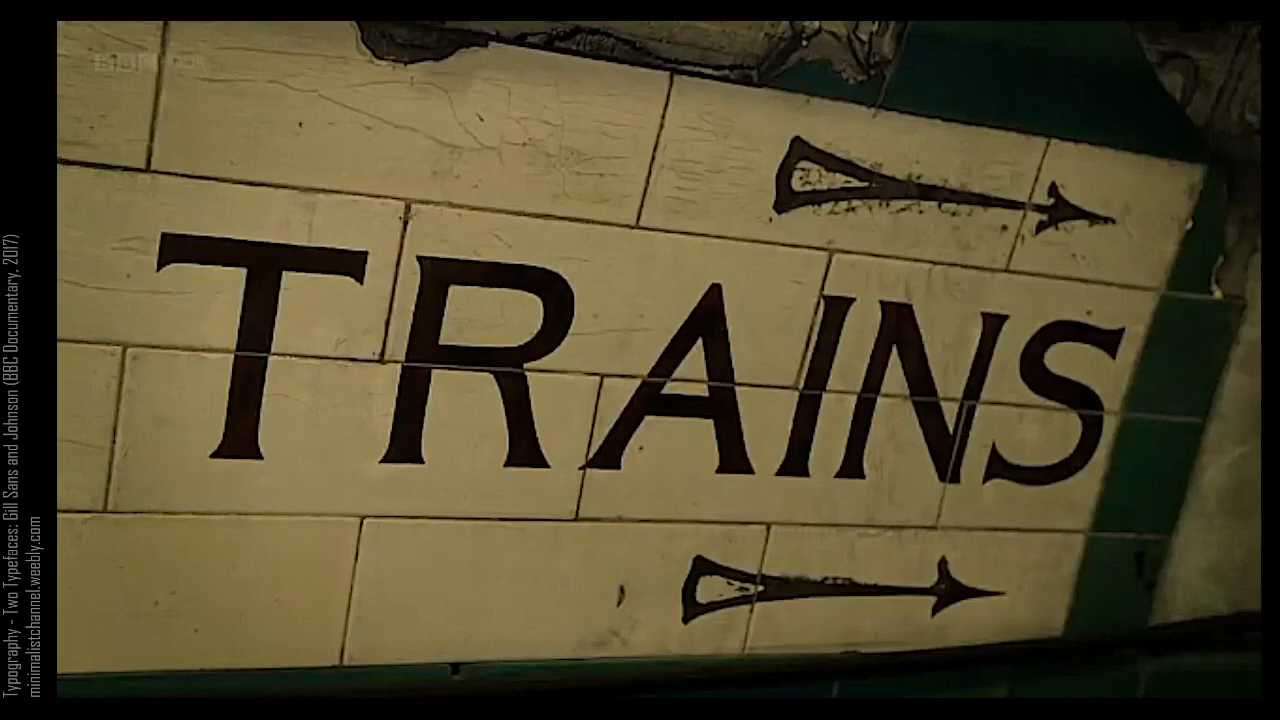 TRAINS
Typography - Two Typefaces: Gill Sans and Johnson (BBC Documentary, 2017)
minimalistchannel.weebly.com